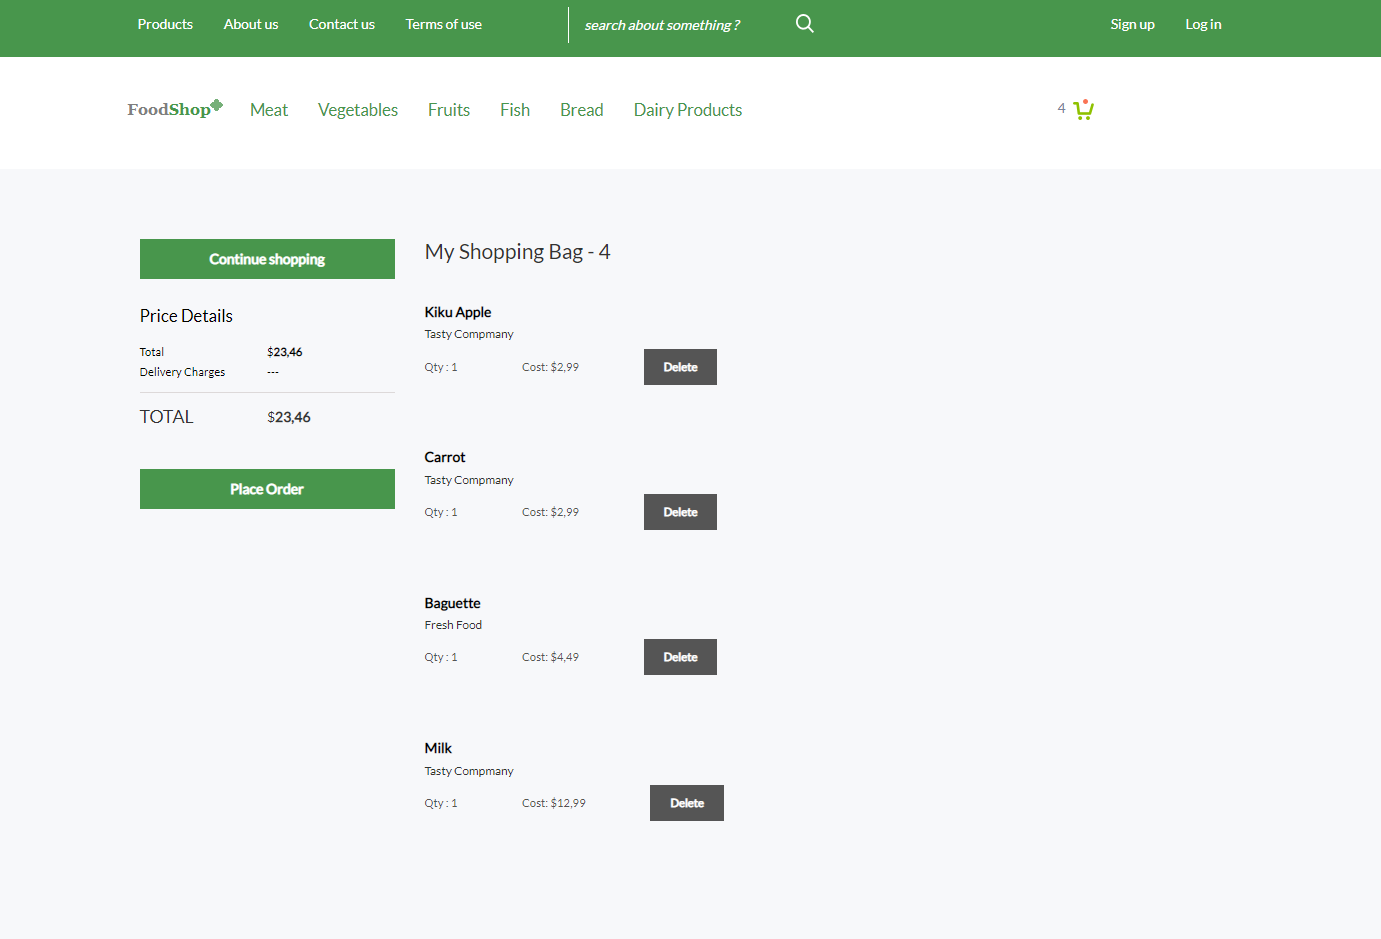 Products About us Contact us Terms of use search about something ? Sign up Log in
FoodShop Meat Vegetables Fruits Fish Bread Dairy Products 4
Continue shopping
Price Details
Total $23,46
Delivery Charges ---
TOTAL $23,46
Place Order
My Shopping Bag - 4
Kiku Apple
Tasty Compmany
Qty : 1 Cost: $2,99 Delete
Carrot
Tasty Compmany
Qty : 1 Cost: $2,99 Delete
Baguette
Fresh Food
Qty : 1 Cost: $4,49 Delete
Milk
Tasty Compmany
Qty : 1 Cost: $12,99 Delete